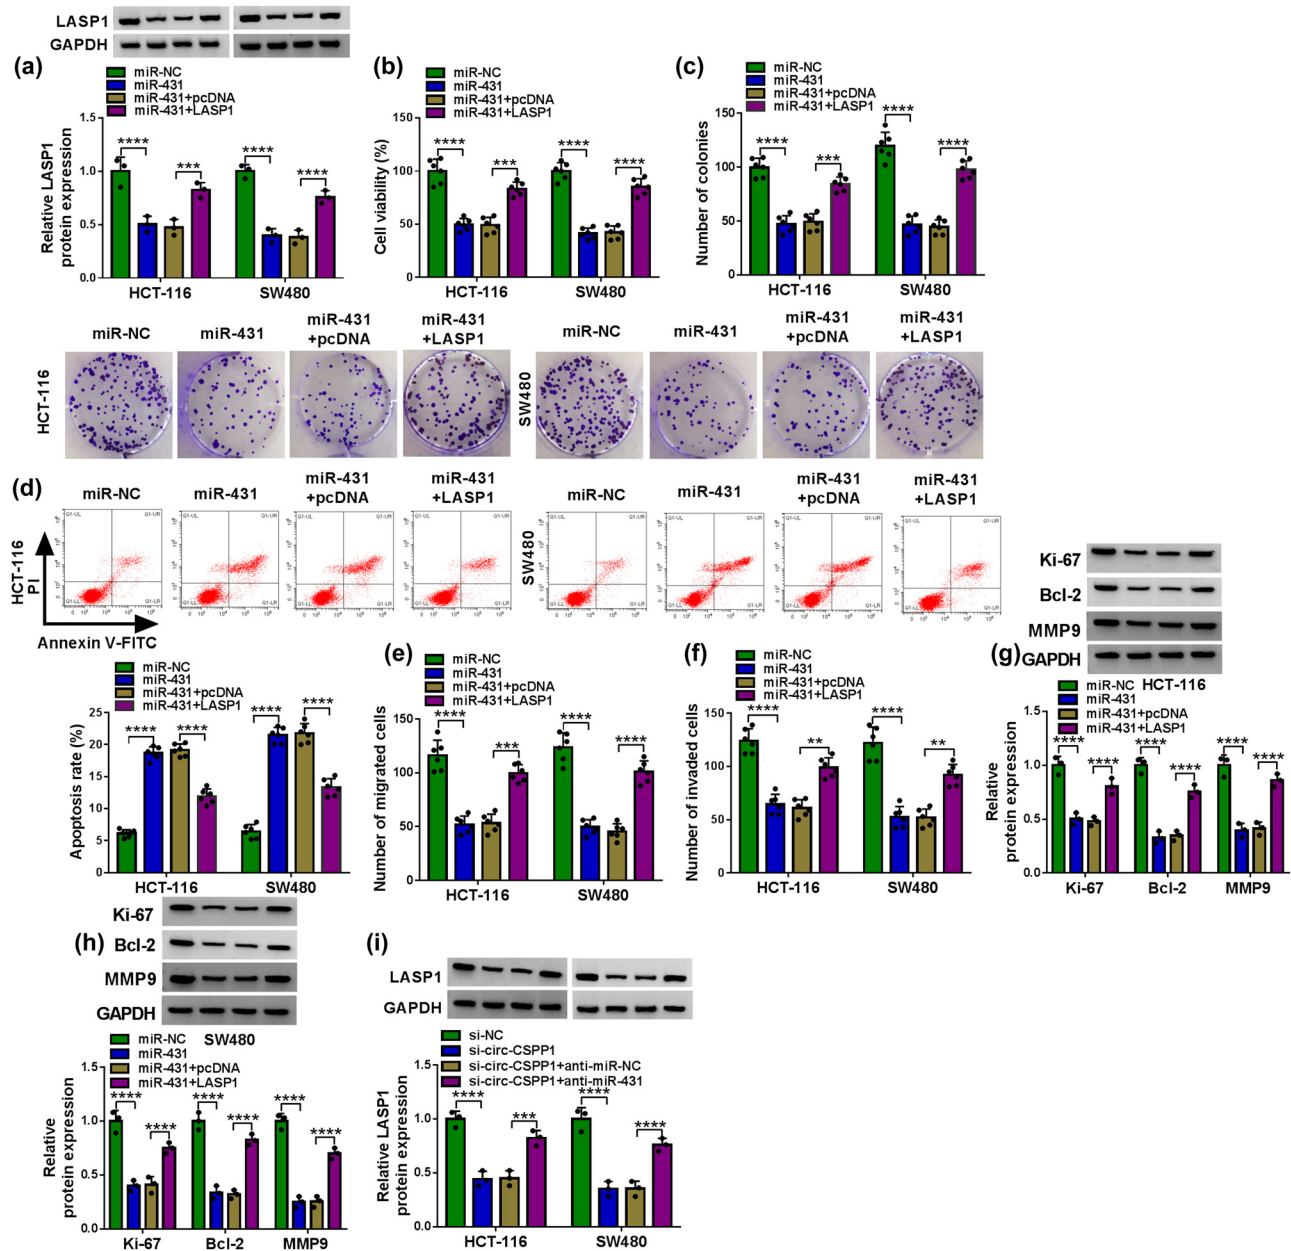 LASP1
GAPDH
(a)
miR-NC
miR-431
miR-431+pcDNA
miR-431+LASP1
Relative LASP1
protein expression
1.5
1.0
0.5
0.0
**** *** **** ****
HCT-116 SW480
(b)
miR-NC
miR-431
miR-431+pcDNA
miR-431+LASP1
Cell viability (%)
150
100
50
0
**** *** **** ****
HCT-116 SW480
(c)
miR-NC
miR-431
miR-431+pcDNA
miR-431+LASP1
Number of colonies
150
100
50
0
**** *** **** ****
HCT-116 SW480
miR-NC miR-431 miR-431 +pcDNA miR-431 +LASP1 miR-NC miR-431 miR-431 +pcDNA miR-431 +LASP1
HCT-116
SW480
(d)
miR-NC miR-431 miR-431 +pcDNA miR-431 +LASP1 miR-NC miR-431 miR-431 +pcDNA miR-431 +LASP1
Q1-UL Q1-UR
Q1-LL Q1-LR
HCT-116
PI
SW480
Annexin V-FITC
miR-NC
miR-431
miR-431+pcDNA
miR-431+LASP1
Apoptosis rate (%)
25
20
15
10
5
0
**** **** **** ****
HCT-116 SW480
(e)
miR-NC
miR-431
miR-431+pcDNA
miR-431+LASP1
Number of migrated cells
150
100
50
0
**** *** **** ****
HCT-116 SW480
(f)
miR-NC
miR-431
miR-431+pcDNA
miR-431+LASP1
Number of invaded cells
150
100
50
0
**** ** **** **
HCT-116 SW480
Ki-67
Bcl-2
MMP9
(g) GAPDH
HCT-116
miR-NC
miR-431
miR-431+pcDNA
miR-431+LASP1
Relative
protein expression
1.5
1.0
0.5
0.0
**** **** **** **** **** ****
Ki-67 Bcl-2 MMP9
Ki-67
(h) Bcl-2
MMP9
GAPDH
SW480
miR-NC
miR-431
miR-431+pcDNA
miR-431+LASP1
Relative
protein expression
1.5
1.0
0.5
0.0
**** **** **** **** **** ****
Ki-67 Bcl-2 MMP9
(i)
LASP1
GAPDH
si-NC
si-circ-CSPP1
si-circ-CSPP1+anti-miR-NC
si-circ-CSPP1+anti-miR-431
Relative LASP1
protein expression
1.5
1.0
0.5
0.0
**** *** **** ****
HCT-116 SW480